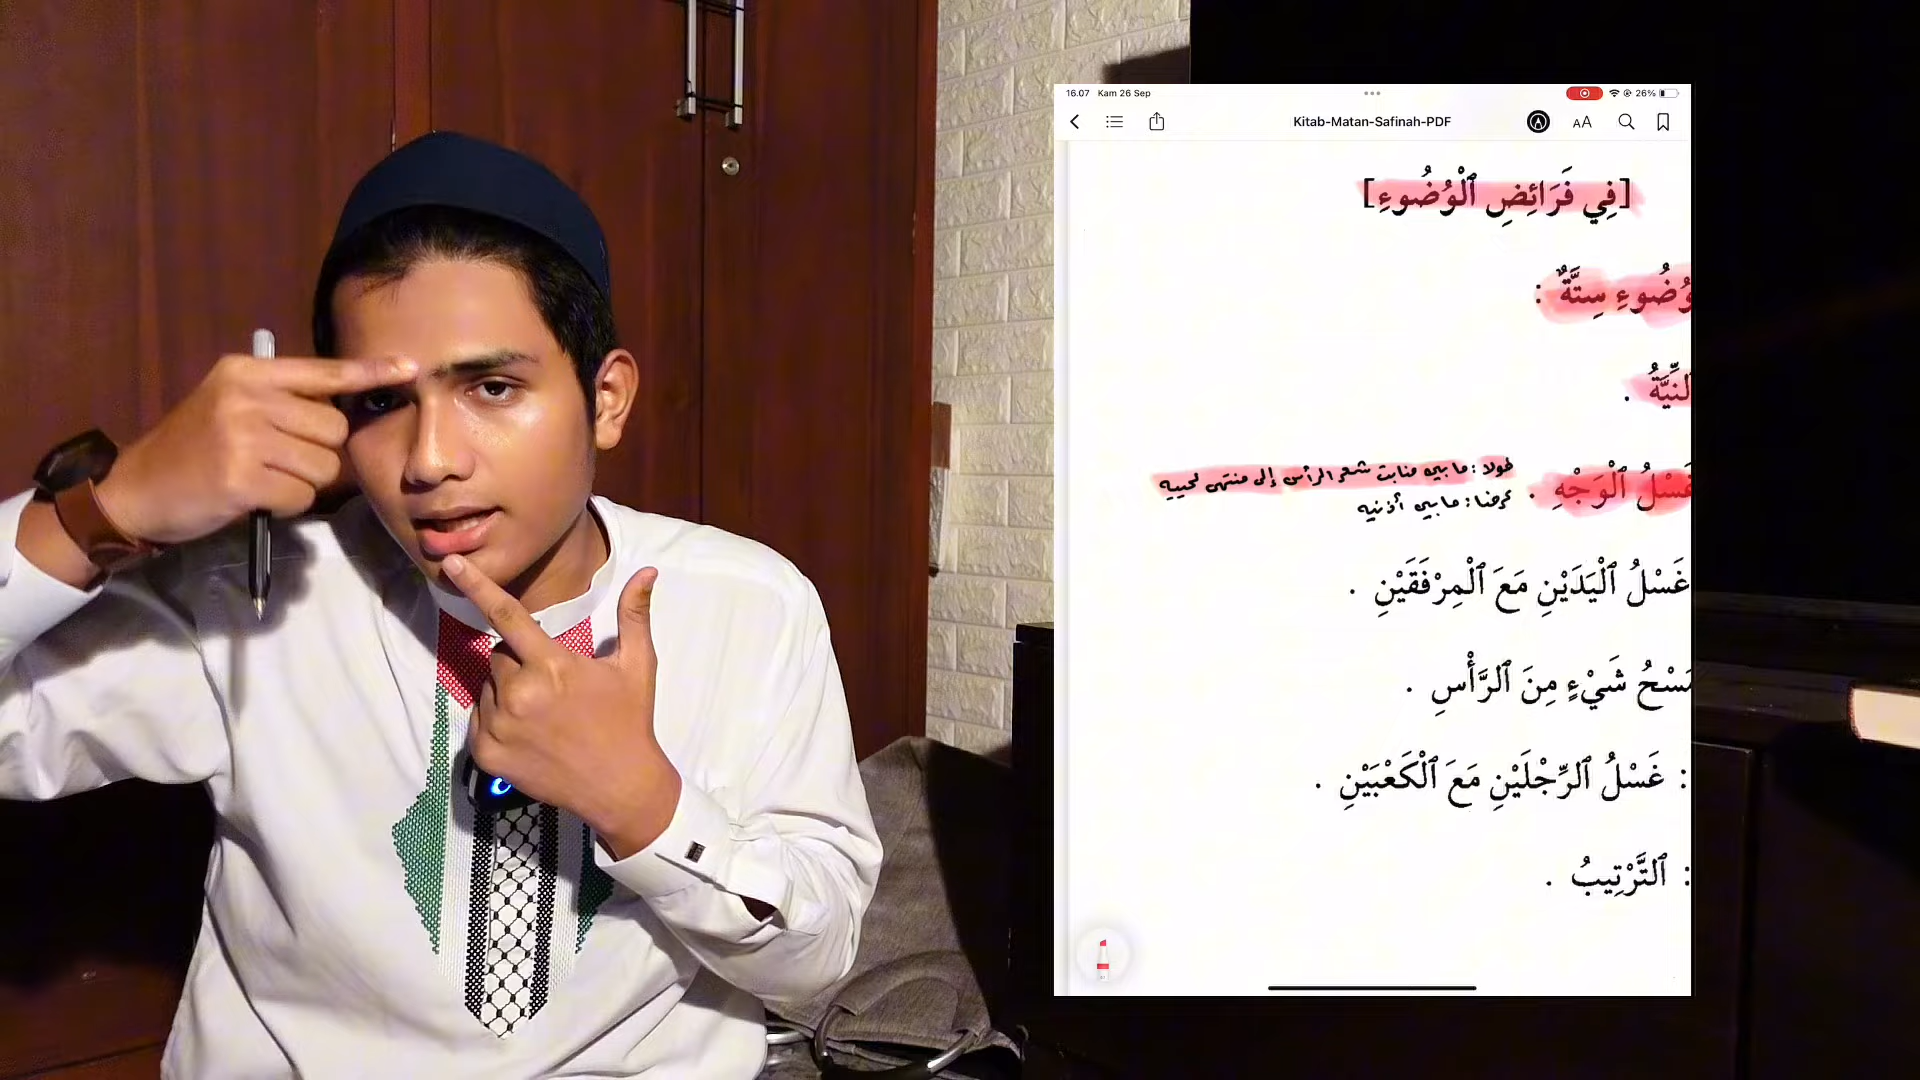 16.07 Kam 26 Sep
26%
Kitab-Matan-Safinah-PDF
AA
[فِي فَرَائِضِ ٱلْوُضُوءِ]
وُضُوءِ سِتَّةٌ :
ٱلنِّيَّةُ .
غَسْلُ ٱلْوَجْهِ .
طولا : ما بين منابت شعر الرأس إلى منتهى لحييه
عرضا : ما بين أذنيه
غَسْلُ ٱلْيَدَيْنِ مَعَ ٱلْمِرْفَقَيْنِ .
مَسْحُ شَيْءٍ مِنَ ٱلرَّأْسِ .
: غَسْلُ ٱلرِّجْلَيْنِ مَعَ ٱلْكَعْبَيْنِ .
: ٱلتَّرْتِيبُ .